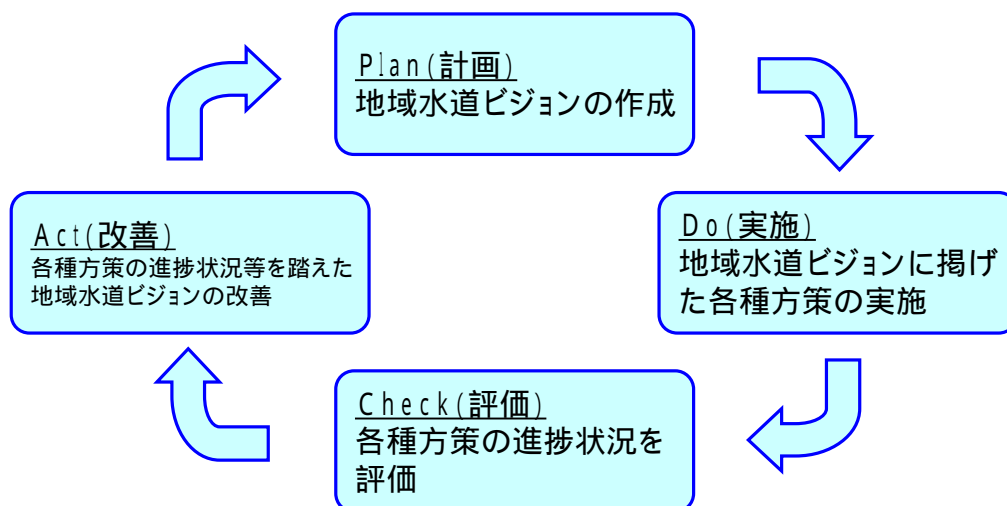 Plan(計画)
地域水道ビジョンの作成
Do(実施)
地域水道ビジョンに掲げ
た各種方策の実施
Check(評価)
各種方策の進捗状況を
評価
Act(改善)
各種方策の進捗状況等を踏えた
地域水道ビジョンの改善